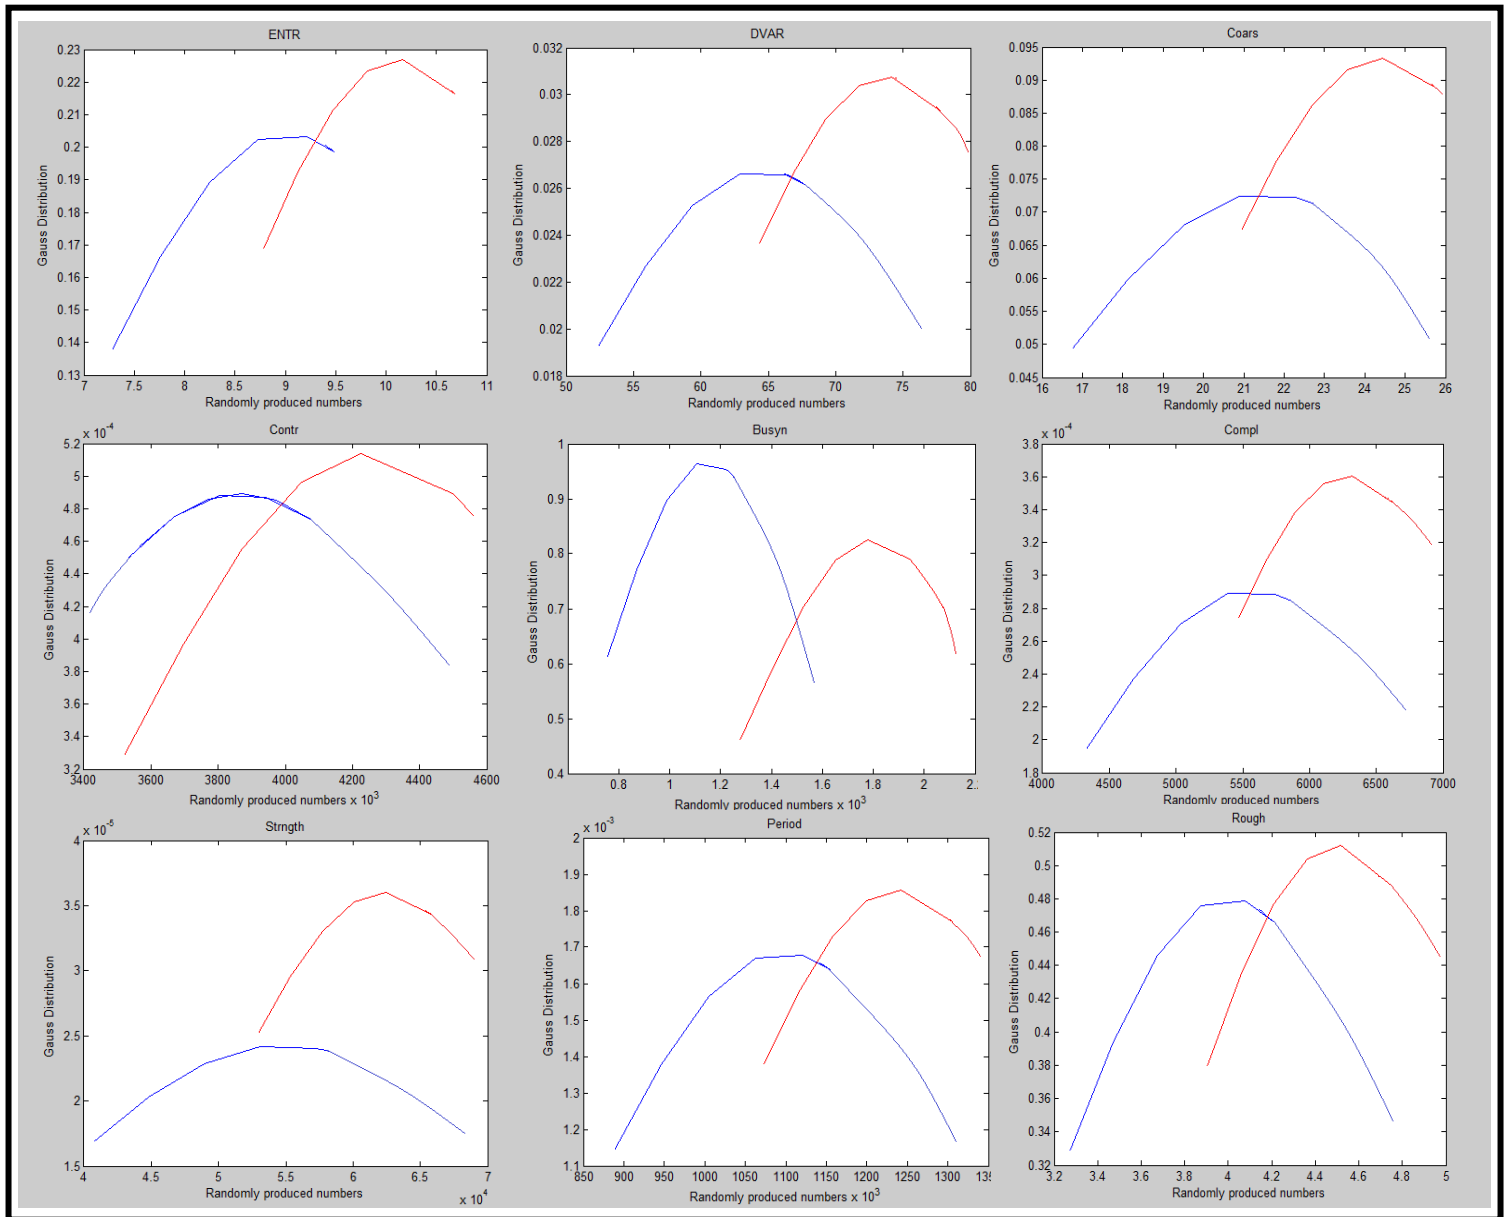 ENTR
0.23
0.22
0.21
0.2
0.19
0.18
0.17
0.16
0.15
0.14
0.13
Gauss Distribution
7 7.5 8 8.5 9 9.5 10 10.5 11
Randomly produced numbers
DVAR
0.032
0.03
0.028
0.026
0.024
0.022
0.02
0.018
Gauss Distribution
50 55 60 65 70 75 80
Randomly produced numbers
Coars
0.095
0.09
0.085
0.08
0.075
0.07
0.065
0.06
0.055
0.05
0.045
Gauss Distribution
16 17 18 19 20 21 22 23 24 25 26
Randomly produced numbers
x 10-4
Contr
5.2
5
4.8
4.6
4.4
4.2
4
3.8
3.6
3.4
3.2
Gauss Distribution
3400 3600 3800 4000 4200 4400 4600
Randomly produced numbers x 10³
Busyn
1
0.9
0.8
0.7
0.6
0.5
0.4
Gauss Distribution
0.8 1 1.2 1.4 1.6 1.8 2 2.
Randomly produced numbers x 10³
x 10-4
Compl
3.8
3.6
3.4
3.2
3
2.8
2.6
2.4
2.2
2
1.8
Gauss Distribution
4000 4500 5000 5500 6000 6500 7000
Randomly produced numbers
x 10-5
Strngth
4
3.5
3
2.5
2
1.5
Gauss Distribution
4 4.5 5 5.5 6 6.5 7
Randomly produced numbers
x 10⁴
x 10-3
Period
2
1.9
1.8
1.7
1.6
1.5
1.4
1.3
1.2
1.1
Gauss Distribution
850 900 950 1000 1050 1100 1150 1200 1250 1300 135
Randomly produced numbers x 10³
Rough
0.52
0.5
0.48
0.46
0.44
0.42
0.4
0.38
0.36
0.34
0.32
Gauss Distribution
3.2 3.4 3.6 3.8 4 4.2 4.4 4.6 4.8 5
Randomly produced numbers